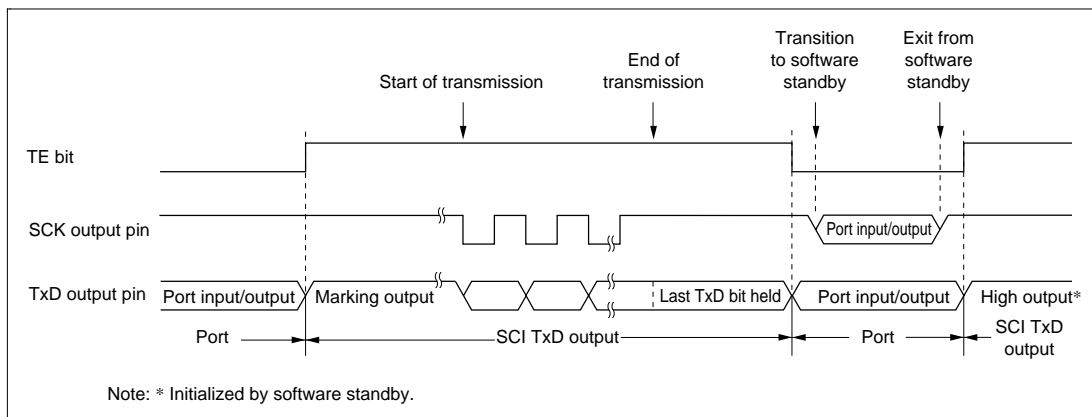 Transition
to software
standby
Exit from
software
standby
End of
transmission
Start of transmission
TE bit
SCK output pin
Port input/output
TxD output pin
Port input/output
Marking output
Last TxD bit held
Port input/output
High output*
Port
SCI TxD output
Port
SCI TxD
output
Note: * Initialized by software standby.